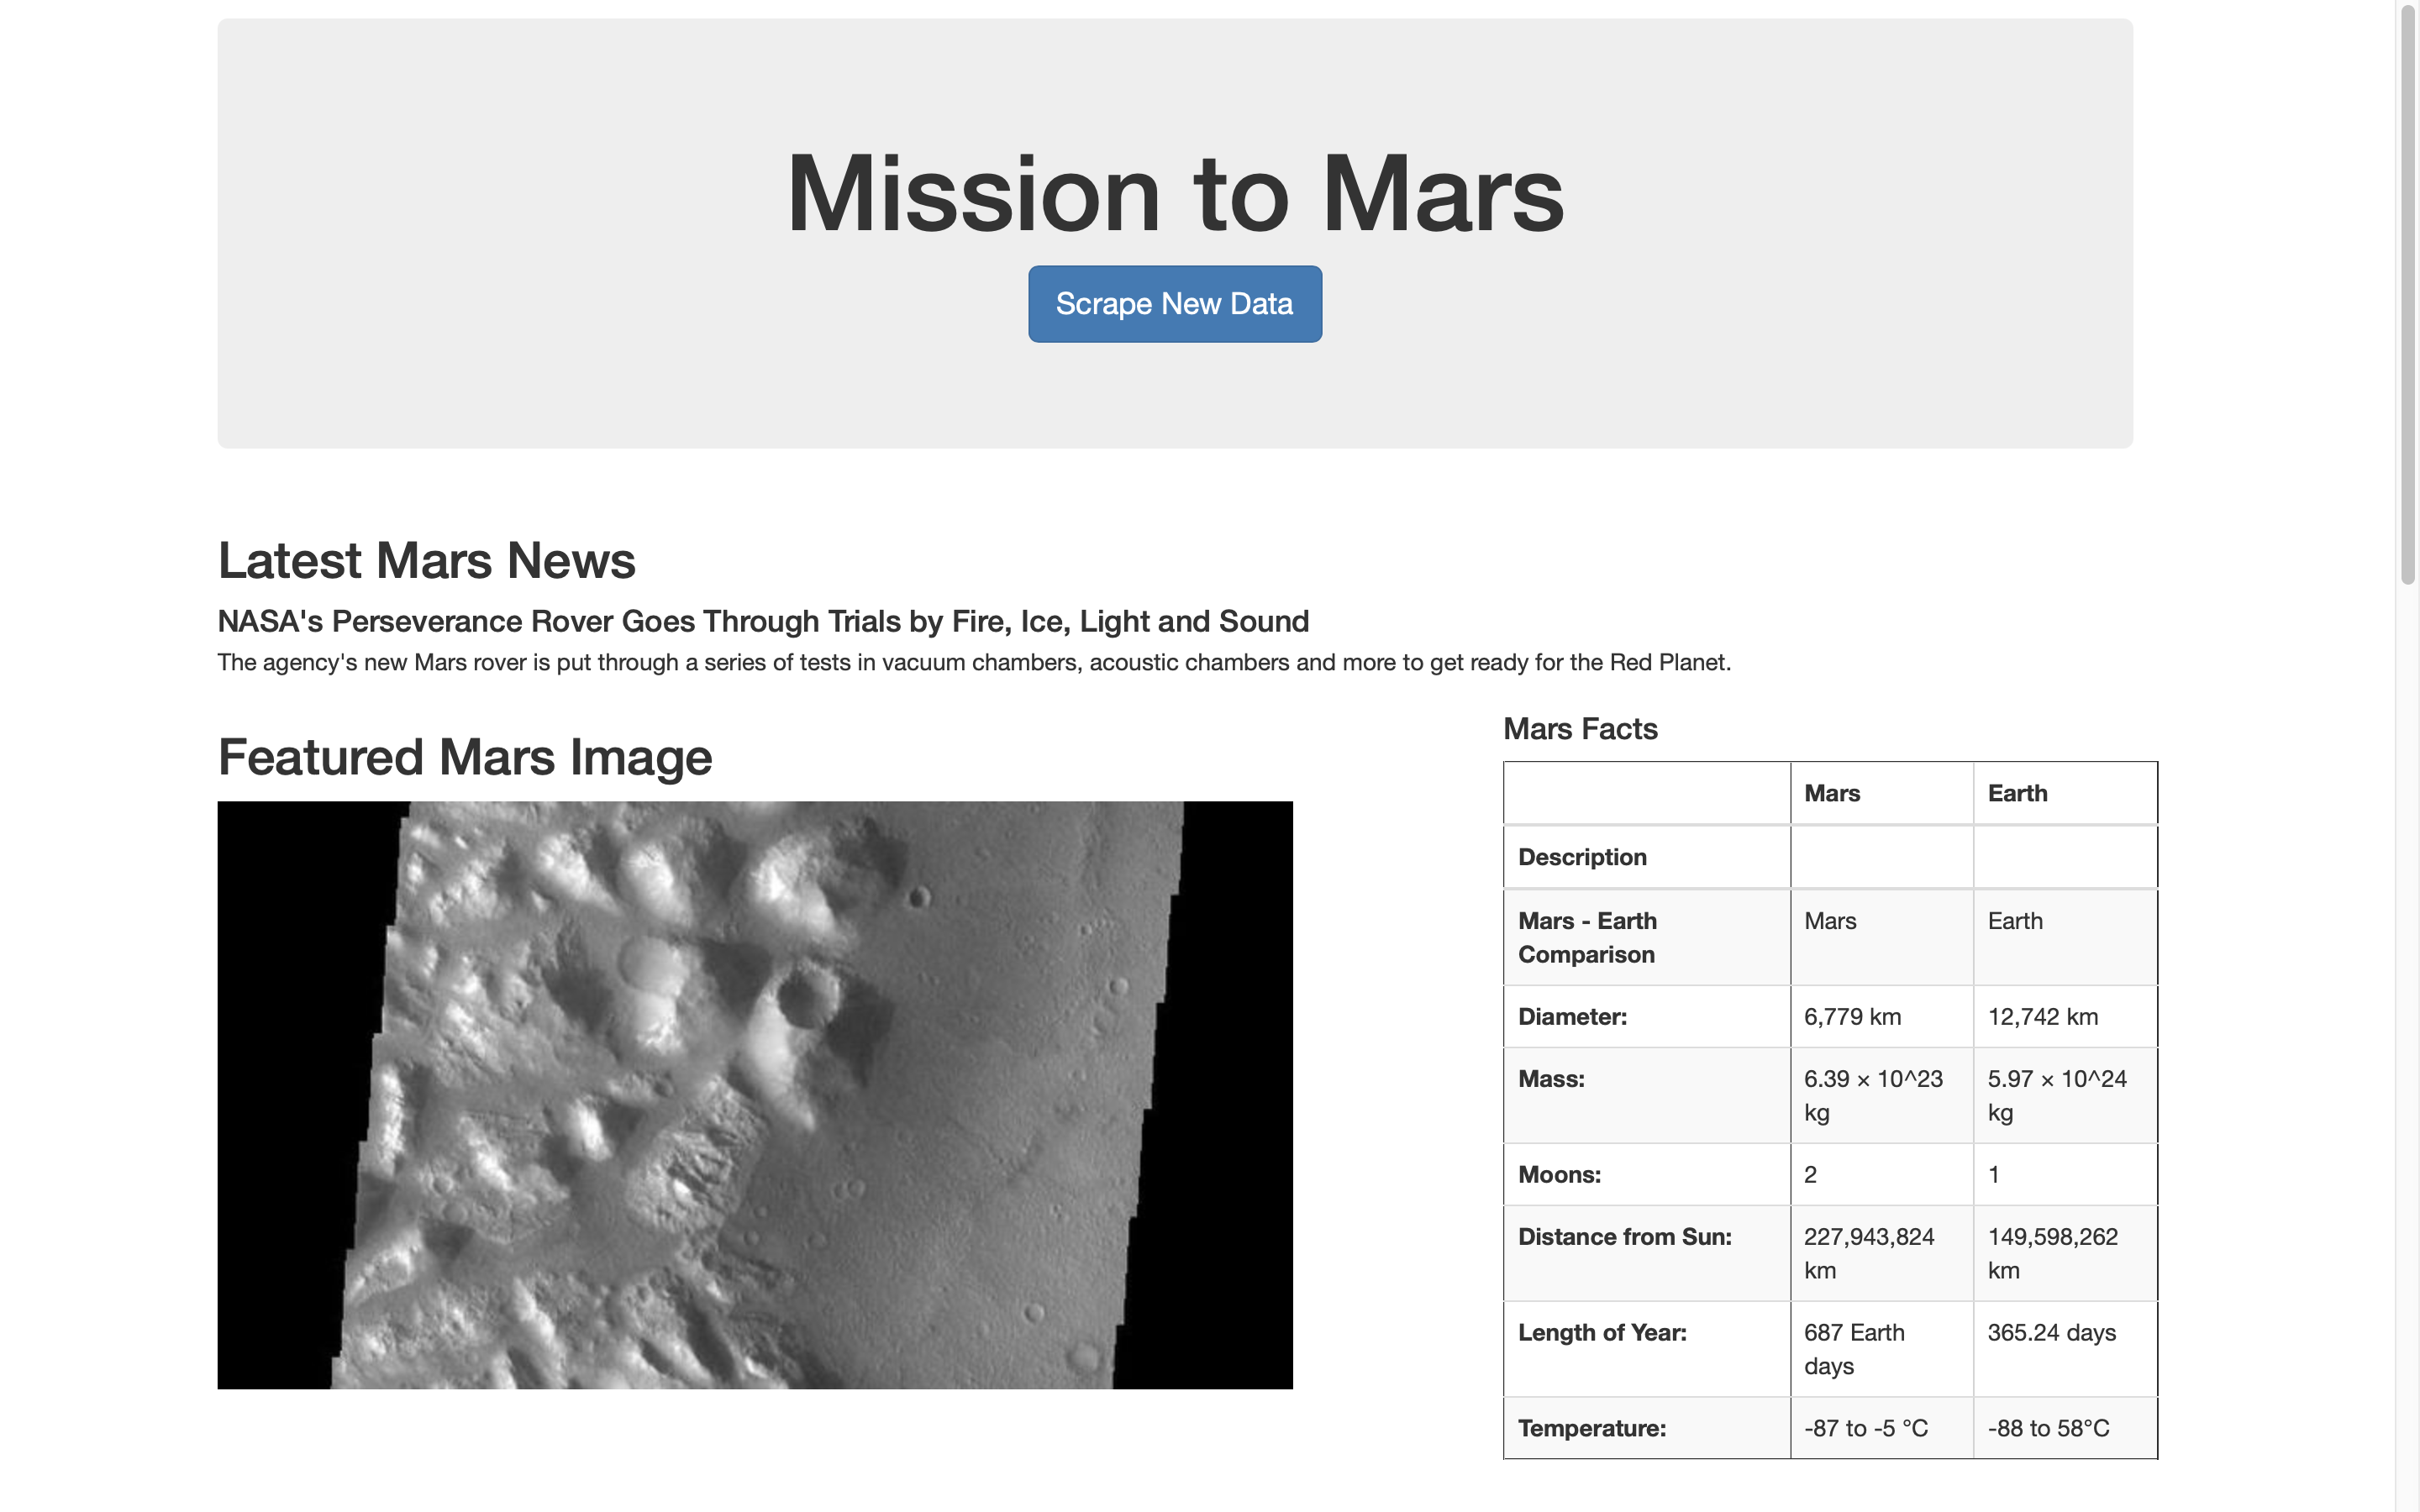 Mission to Mars
Scrape New Data
Latest Mars News
NASA's Perseverance Rover Goes Through Trials by Fire, Ice, Light and Sound
The agency's new Mars rover is put through a series of tests in vacuum chambers, acoustic chambers and more to get ready for the Red Planet.
Featured Mars Image
Mars Facts
Mars Earth
Description
Mars - Earth Comparison Mars Earth
Diameter: 6,779 km 12,742 km
Mass: 6.39 × 10^23 kg 5.97 × 10^24 kg
Moons: 2 1
Distance from Sun: 227,943,824 km 149,598,262 km
Length of Year: 687 Earth days 365.24 days
Temperature: -87 to -5 °C -88 to 58°C